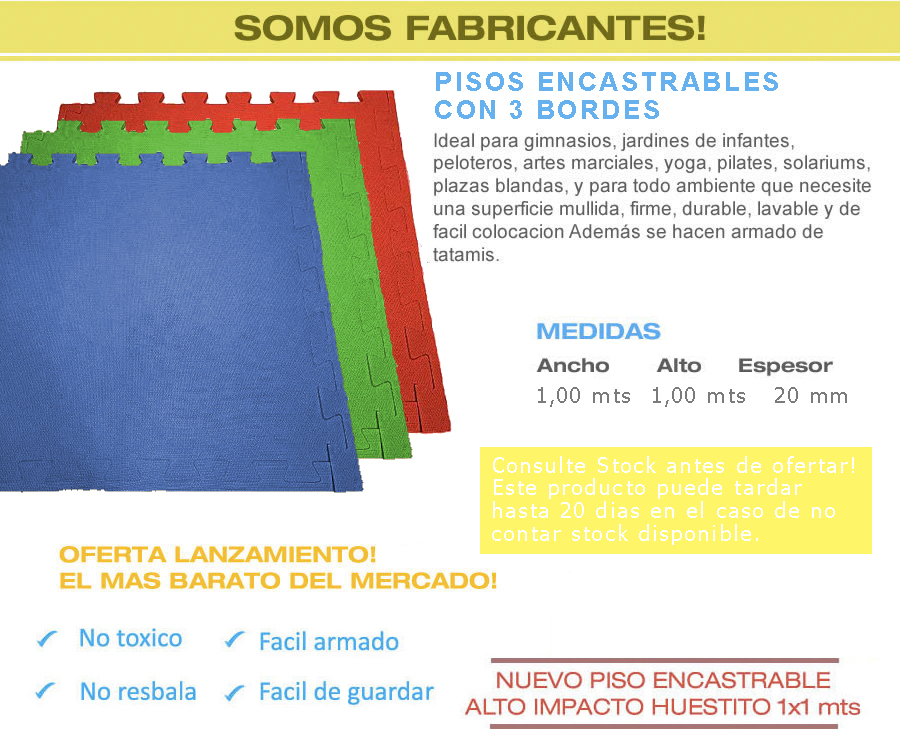 SOMOS FABRICANTES!
PISOS ENCASTRABLES
CON 3 BORDES
Ideal para gimnasios, jardines de infantes,
peloteros, artes marciales, yoga, pilates, solariums,
plazas blandas, y para todo ambiente que necesite
una superficie mullida, firme, durable, lavable y de
facil colocacion Además se hacen armado de
tatamis.
MEDIDAS
Ancho Alto Espesor
1,00 mts 1,00 mts 20 mm
Consulte Stock antes de ofertar!
Este producto puede tardar
hasta 20 dias en el caso de no
contar stock disponible.
OFERTA LANZAMIENTO!
EL MAS BARATO DEL MERCADO!
No toxico Facil armado
No resbala Facil de guardar
NUEVO PISO ENCASTRABLE
ALTO IMPACTO HUESTITO 1x1 mts